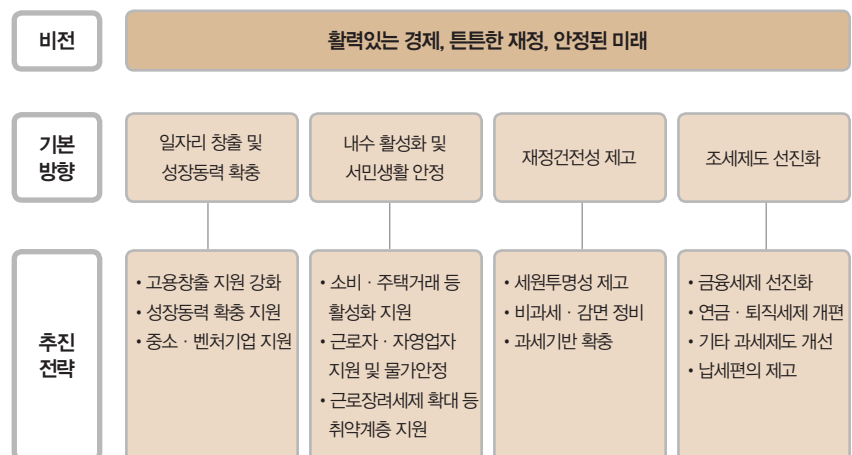 비전
활력있는 경제, 튼튼한 재정, 안정된 미래
기본
방향
일자리 창출 및
성장동력 확충
내수 활성화 및
서민생활 안정
재정건전성 제고
조세제도 선진화
추진
전략
• 고용창출 지원 강화
• 성장동력 확충 지원
• 중소 · 벤처기업 지원
• 소비 · 주택거래 등
활성화 지원
• 근로자 · 자영업자
지원 및 물가안정
• 근로장려세제 확대 등
취약계층 지원
• 세원투명성 제고
• 비과세 · 감면 정비
• 과세기반 확충
• 금융세제 선진화
• 연금 · 퇴직세제 개편
• 기타 과세제도 개선
• 납세편의 제고